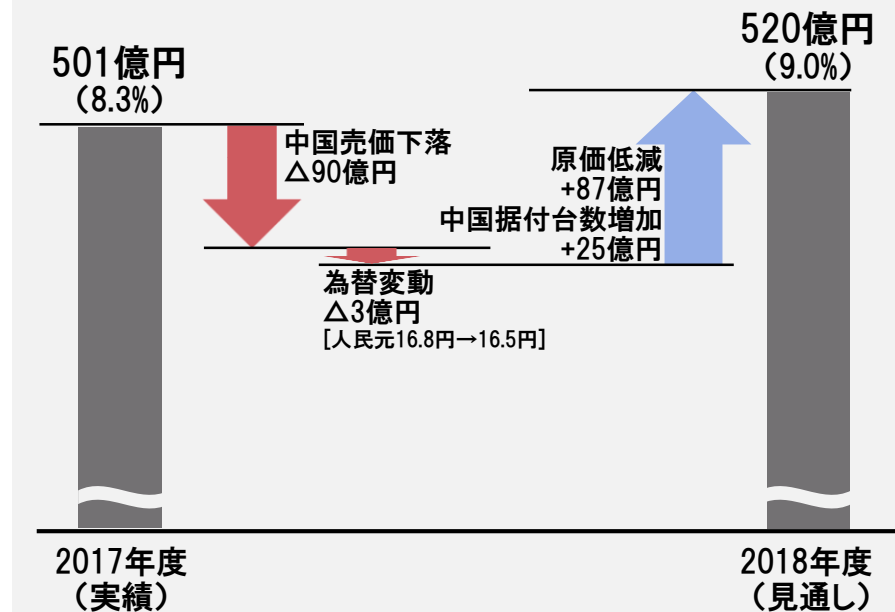 501億円
(8.3%)
520億円
(9.0%)
中国売価下落
△90億円
為替変動
△3億円
[人民元16.8円→16.5円]
原価低減
+87億円
中国据付台数増加
+25億円
2017年度
(実績)
2018年度
(見通し)